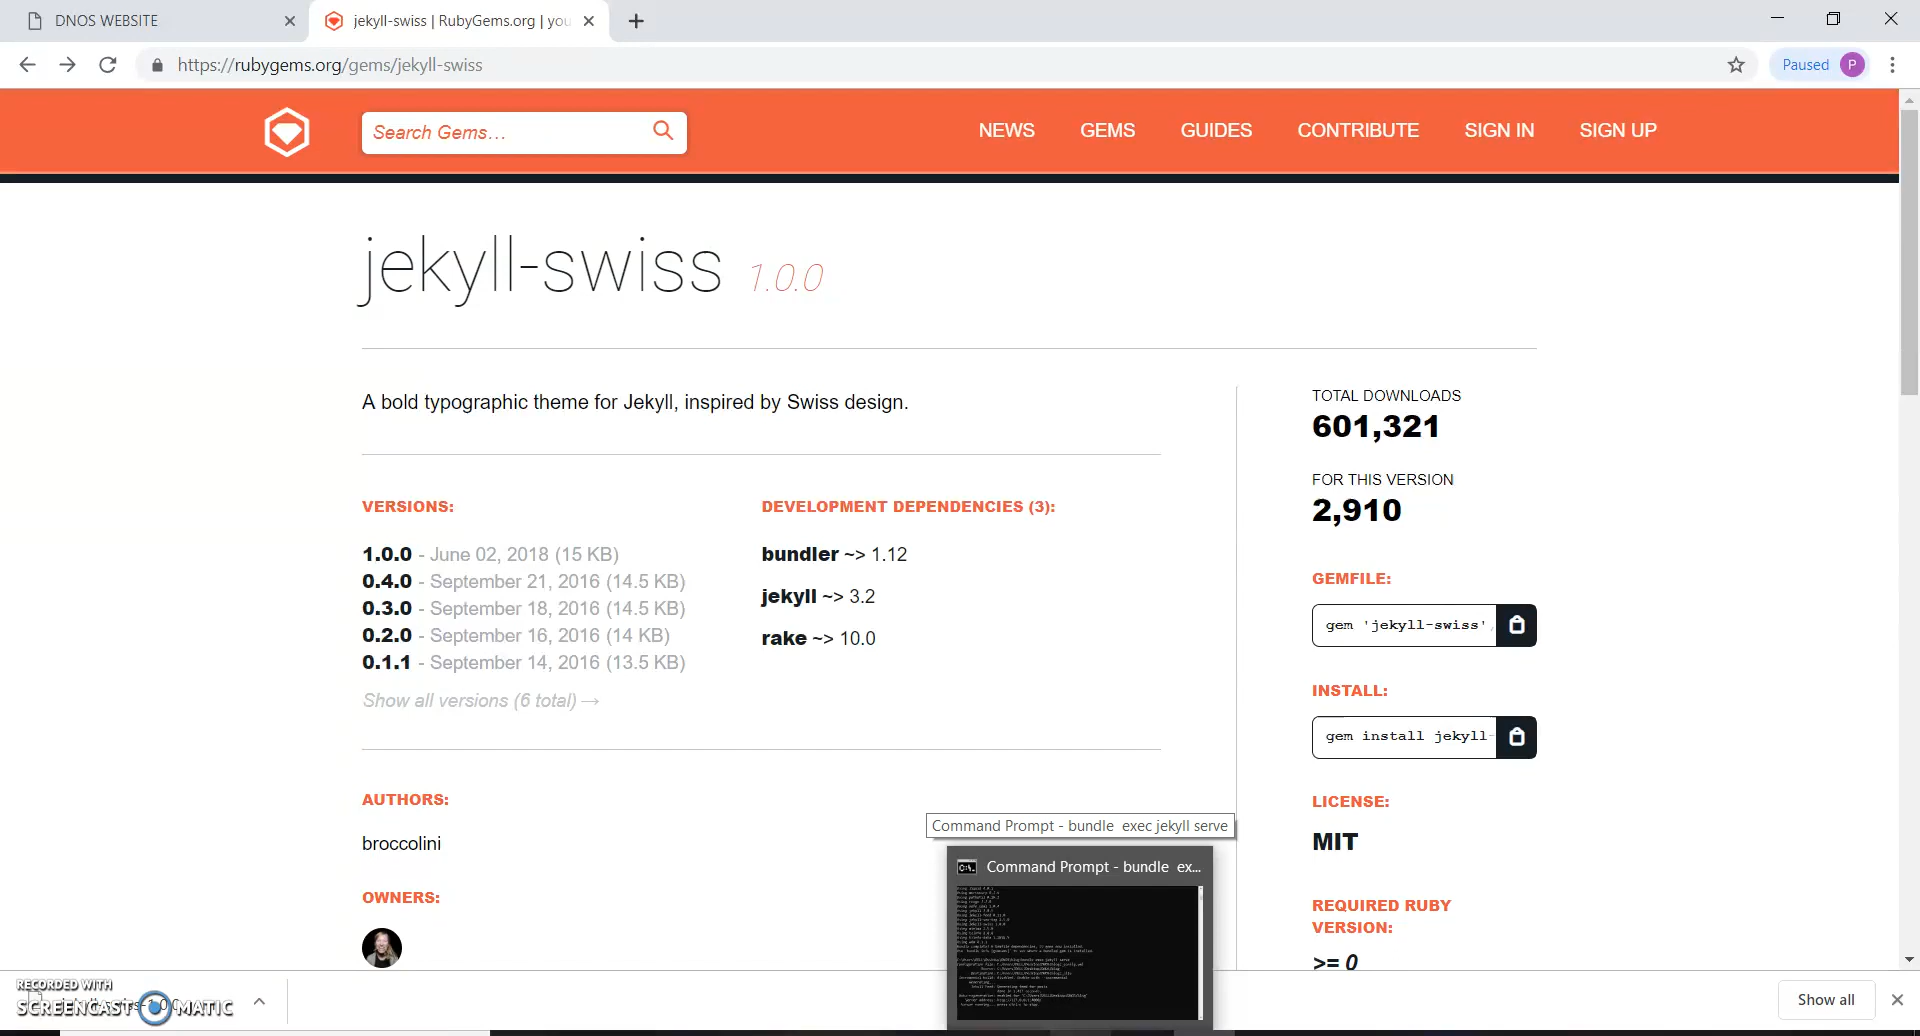 DNOS WEBSITE
jekyll-swiss | RubyGems.org | you
https://rubygems.org/gems/jekyll-swiss
Paused P
Search Gems…
NEWS GEMS GUIDES CONTRIBUTE SIGN IN SIGN UP
jekyll-swiss 1.0.0
A bold typographic theme for Jekyll, inspired by Swiss design.
VERSIONS:
1.0.0 - June 02, 2018 (15 KB)
0.4.0 - September 21, 2016 (14.5 KB)
0.3.0 - September 18, 2016 (14.5 KB)
0.2.0 - September 16, 2016 (14 KB)
0.1.1 - September 14, 2016 (13.5 KB)
Show all versions (6 total) →
DEVELOPMENT DEPENDENCIES (3):
bundler ~> 1.12
jekyll ~> 3.2
rake ~> 10.0
AUTHORS:
broccolini
OWNERS:
TOTAL DOWNLOADS
601,321
FOR THIS VERSION
2,910
GEMFILE:
gem 'jekyll-swiss',
INSTALL:
gem install jekyll-
LICENSE:
MIT
REQUIRED RUBY
VERSION:
>= 0
Command Prompt - bundle exec jekyll serve
Command Prompt - bundle ex...
RECORDED WITH
SCREENCAST MATIC
Show all